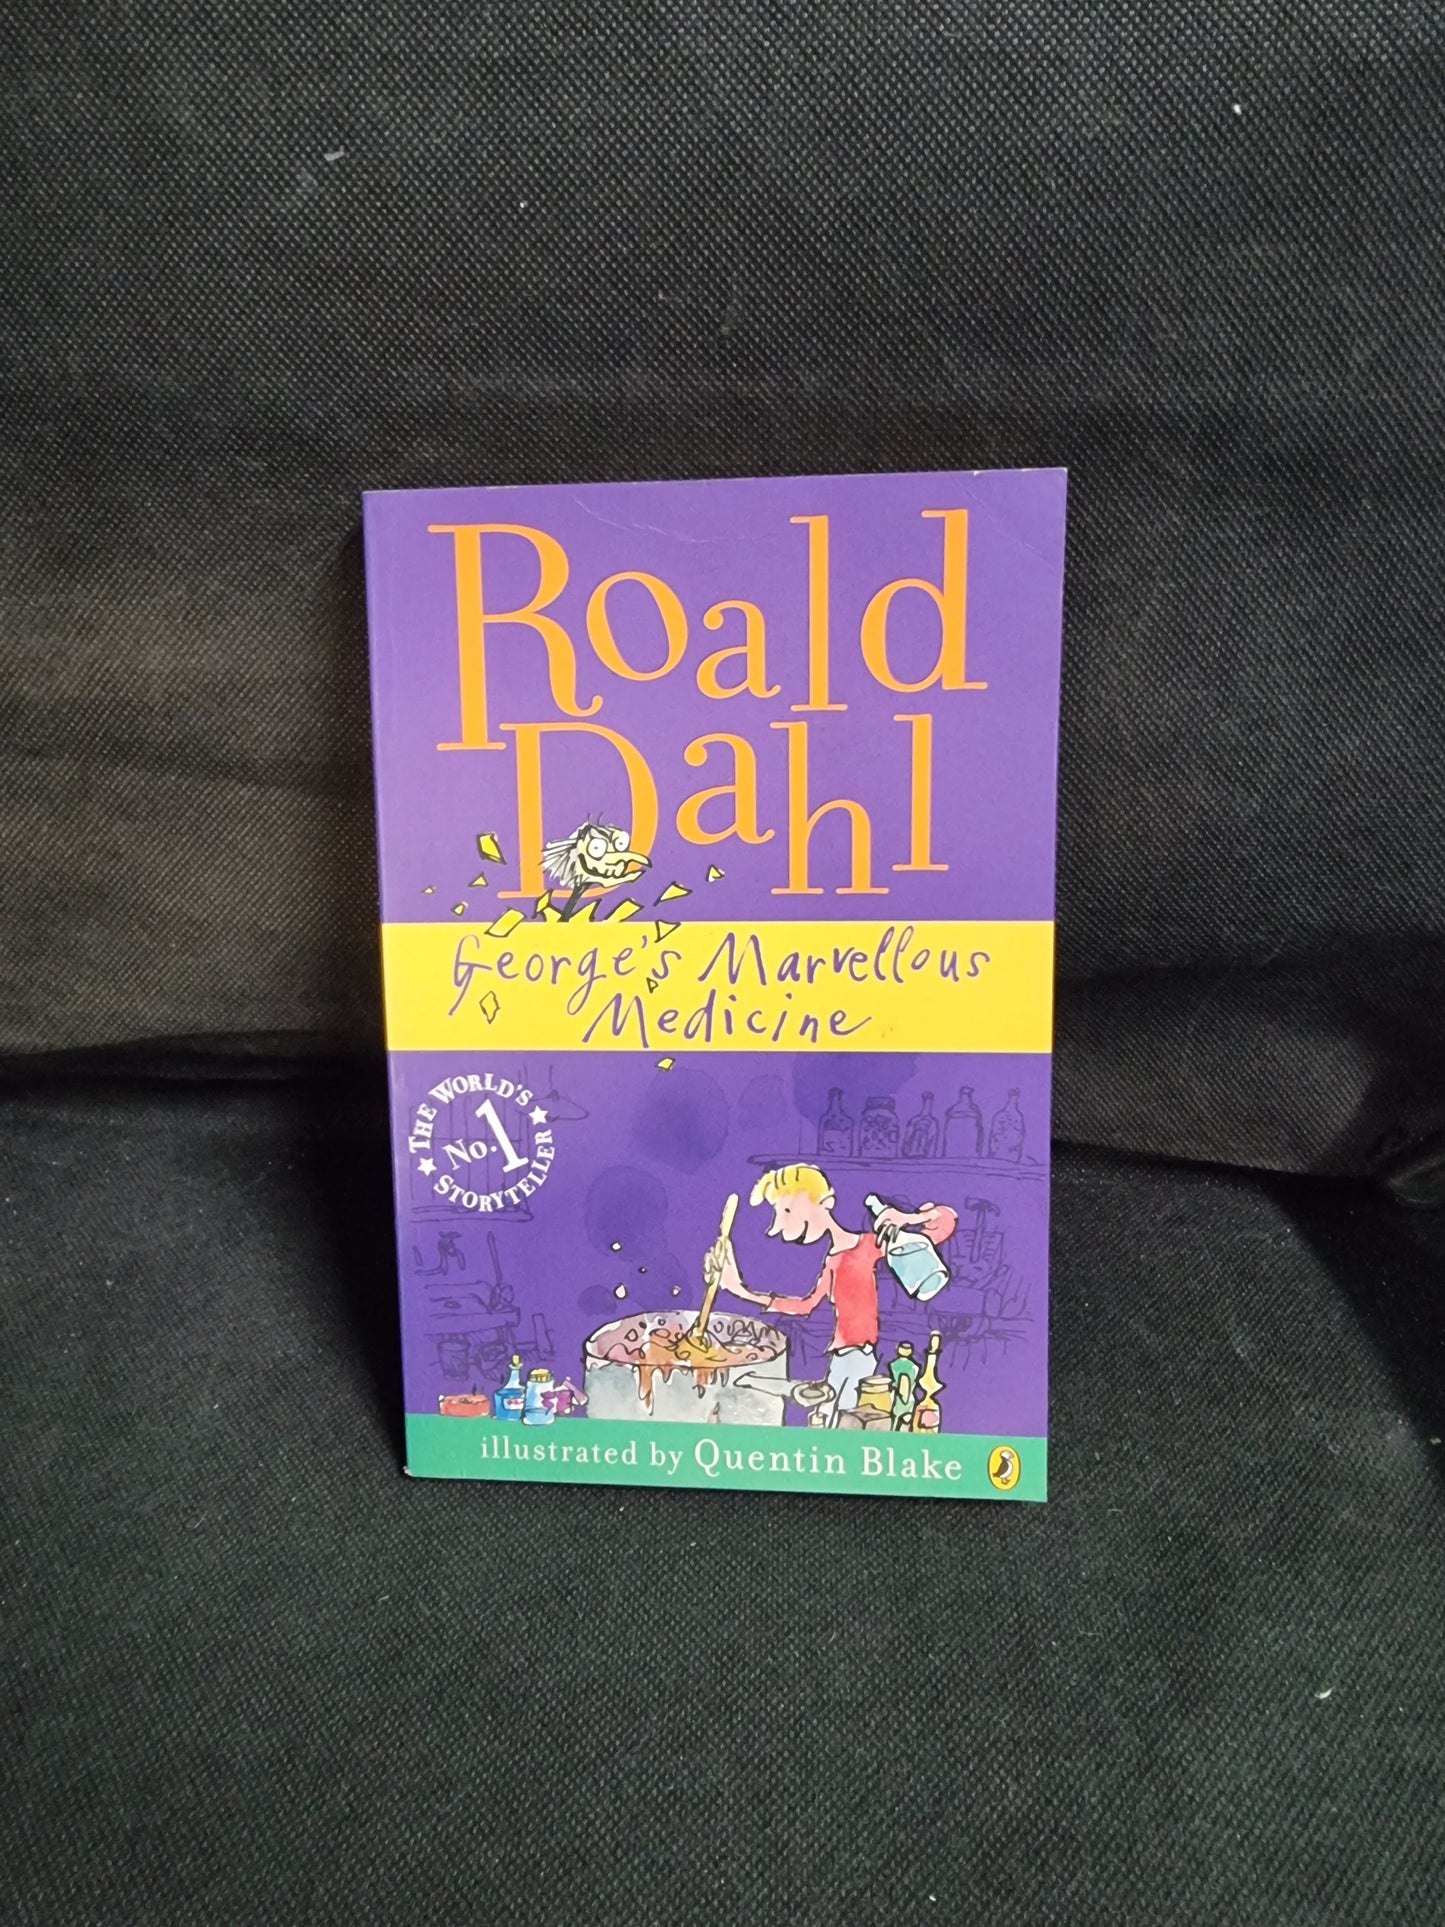 Roald
Dahl
George's Marvellous
Medicine
THE WORLD'S
No.1
STORYTELLER
illustrated by Quentin Blake